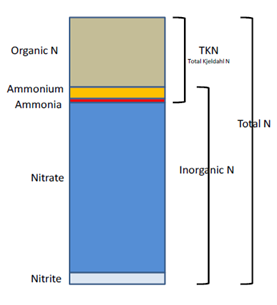 Organic N
TKN
Total Kjeldahl N
Ammonium
Ammonia
Total N
Inorganic N
Nitrate
Nitrite